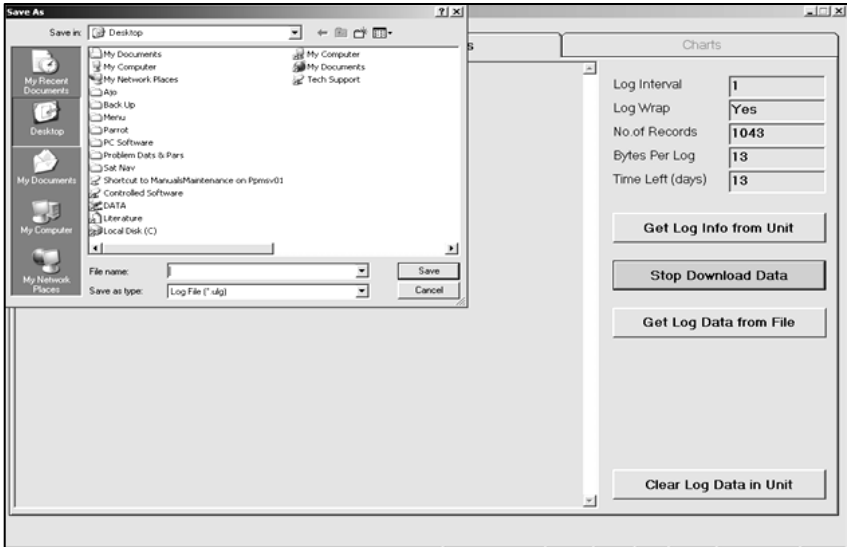 Save As
Save in:
Desktop
My Recent
Documents
Desktop
My Documents
My Computer
My Network
Places
My Documents
My Computer
My Network Places
Ajo
Back Up
Menu
Parrot
PC Software
Problem Dats & Pars
Sat Nav
Shortcut to ManualsMaintenance on Ppmsv01
Controlled Software
DATA
Literature
Local Disk (C)
My Computer
My Documents
Tech Support
File name:
Save
Save as type:
Log File (*.ulg)
Cancel
s
Charts
Log Interval
1
Log Wrap
Yes
No.of Records
1043
Bytes Per Log
13
Time Left (days)
13
Get Log Info from Unit
Stop Download Data
Get Log Data from File
Clear Log Data in Unit